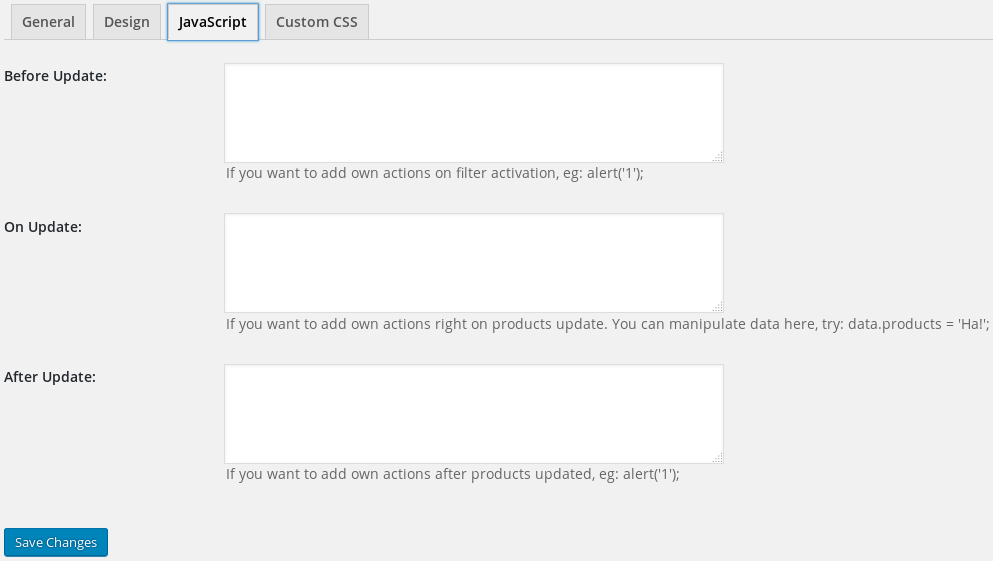 General Design JavaScript Custom CSS
Before Update:
If you want to add own actions on filter activation, eg: alert('1');
On Update:
If you want to add own actions right on products update. You can manipulate data here, try: data.products = 'Ha!';
After Update:
If you want to add own actions after products updated, eg: alert('1');
Save Changes